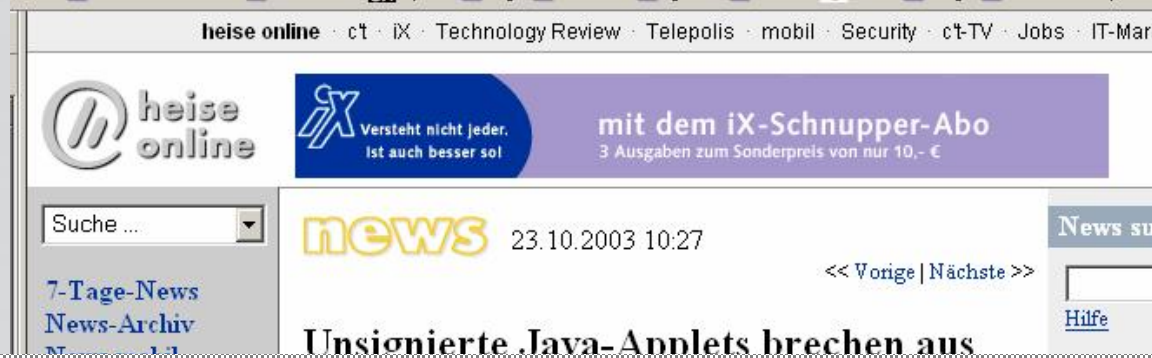 heise online · c't · iX · Technology Review · Telepolis · mobil · Security · c't-TV · Jobs · IT-Mar
heise
online
iX
Versteht nicht jeder.
Ist auch besser so!
mit dem iX-Schnupper-Abo
3 Ausgaben zum Sonderpreis von nur 10,- €
Suche ...
7-Tage-News
News-Archiv
news 23.10.2003 10:27
<< Vorige | Nächste >>
Unsignierte Java-Applets brechen aus
News su
Hilfe